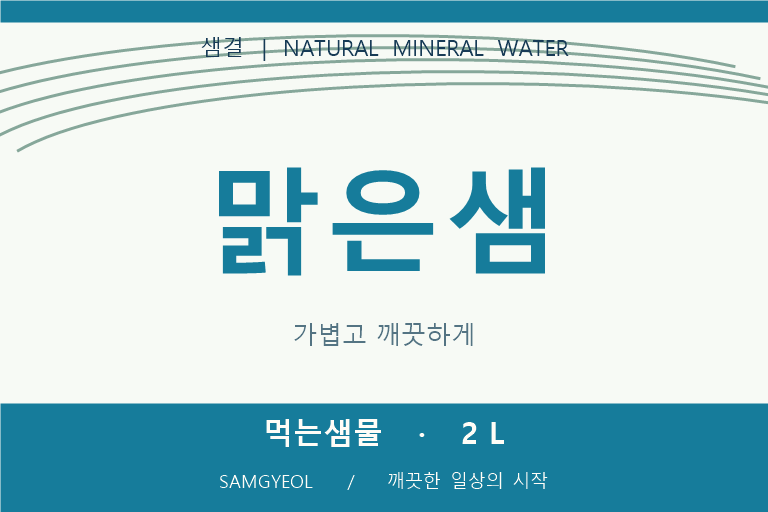 샘결 | NATURAL MINERAL WATER
맑은샘
가볍고 깨끗하게
먹는샘물 · 2 L
SAMGYEOL / 깨끗한 일상의 시작